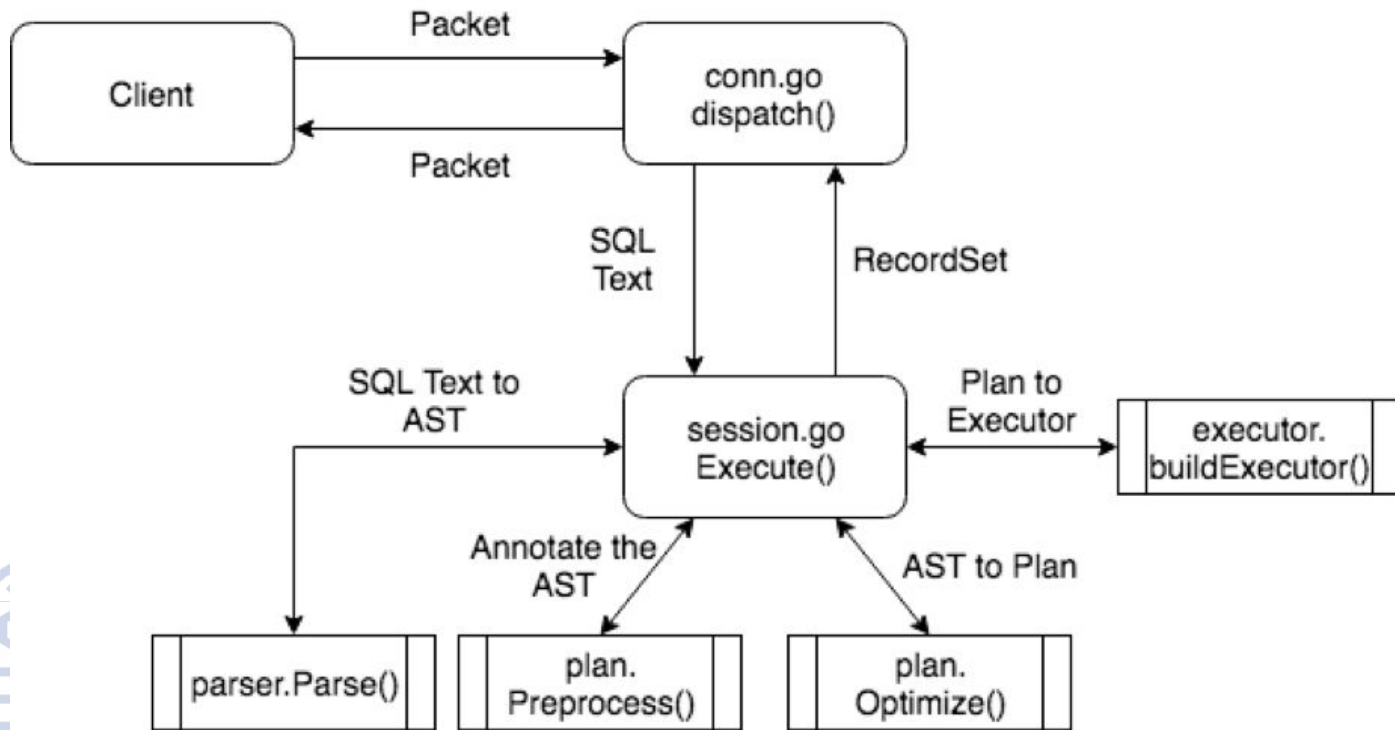 Packet
Client
conn.go
dispatch()
Packet
SQL
Text
RecordSet
SQL Text to
AST
Plan to
Executor
session.go
Execute()
executor.
buildExecutor()
Annotate the
AST
AST to Plan
parser.Parse()
plan.
Preprocess()
plan.
Optimize()